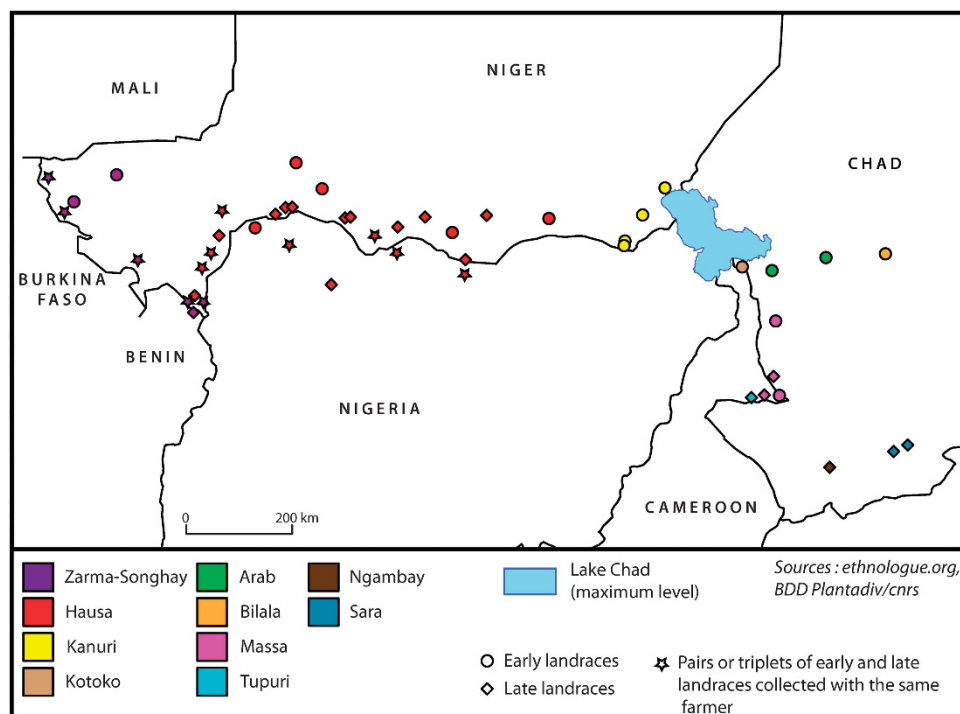 NIGER
MALI
CHAD
BURKINA
FASO
BENIN
NIGERIA
CAMEROON
0 200 km
Zarma-Songhay
Hausa
Kanuri
Kotoko
Arab
Bilala
Massa
Tupuri
Ngambay
Sara
Lake Chad
(maximum level)
Sources : ethnologue.org,
BDD Plantadiv/cnrs
Early landraces
Late landraces
Pairs or triplets of early and late
landraces collected with the same
farmer